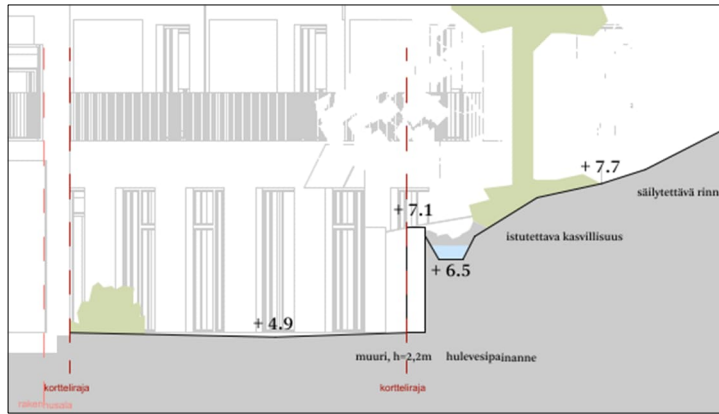 + 7.7
säilytettävä rinn
+ 7.1
istutettava kasvillisuus
+ 6.5
+ 4.9
muuri, h=2,2m hulevesipainanne
kortteliraja kortteliraja